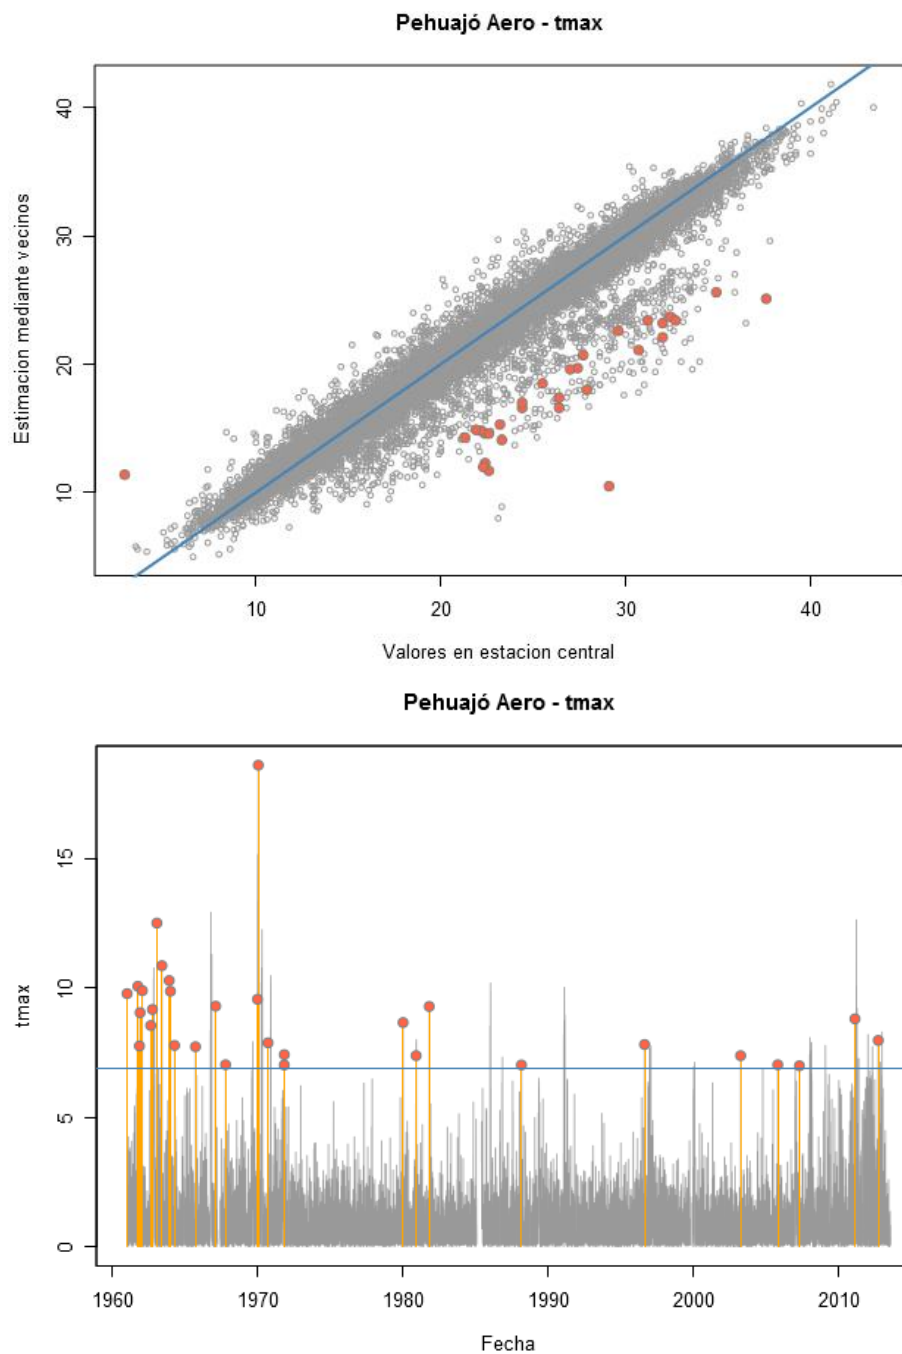 Pehuajó Aero - tmax
Estimacion mediante vecinos
40
30
20
10
10 20 30 40
Valores en estacion central
Pehuajó Aero - tmax
tmax
15
10
5
0
1960 1970 1980 1990 2000 2010
Fecha